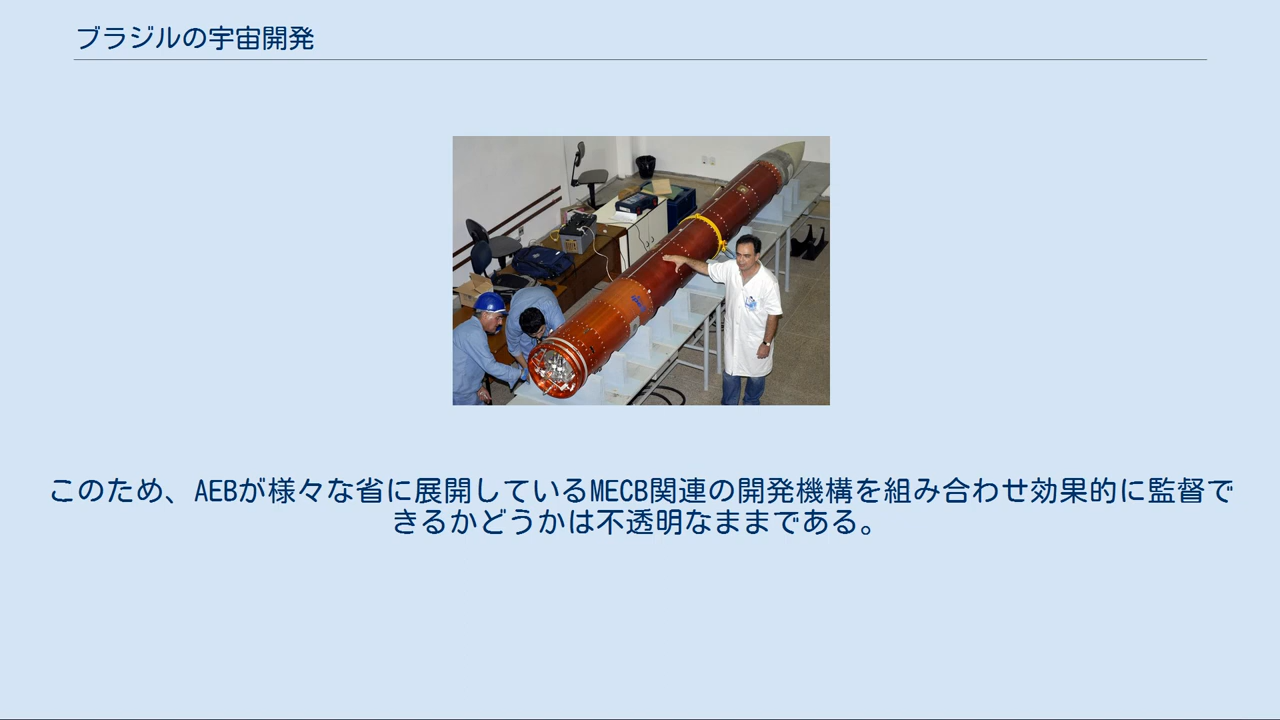 ブラジルの宇宙開発
このため、AEBが様々な省に展開しているMECB関連の開発機構を組み合わせ効果的に監督で
きるかどうかは不透明なままである。